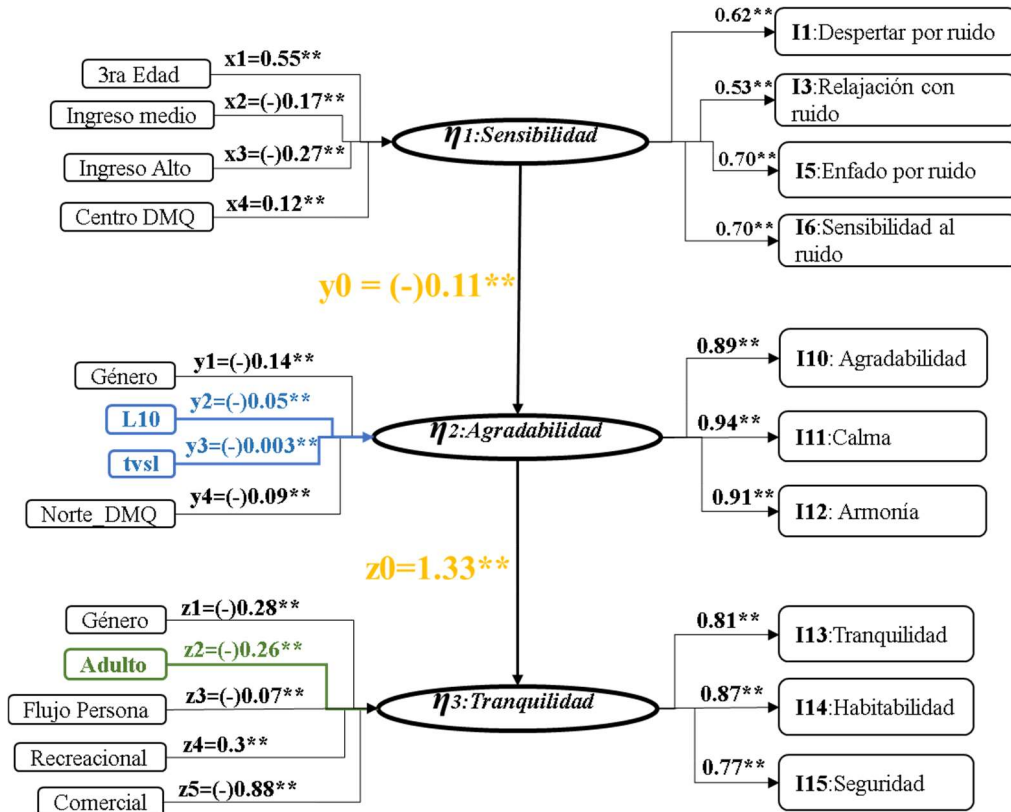 3ra Edad
x1=0.55**
Ingreso medio
x2=(-)0.17**
Ingreso Alto
x3=(-)0.27**
Centro DMQ
x4=0.12**
η1:Sensibilidad
0.62**
I1:Despertar por ruido
0.53**
I3:Relajación con
ruido
0.70**
I5:Enfado por ruido
0.70**
I6:Sensibilidad al
ruido
y0 = (-)0.11**
Género
y1=(-)0.14**
L10
y2=(-)0.05**
tvsl
y3=(-)0.003**
Norte_DMQ
y4=(-)0.09**
η2:Agradabilidad
0.89**
I10: Agradabilidad
0.94**
I11:Calma
0.91**
I12: Armonía
z0=1.33**
Género
z1=(-)0.28**
Adulto
z2=(-)0.26**
Flujo Persona
z3=(-)0.07**
Recreacional
z4=0.3**
Comercial
z5=(-)0.88**
η3:Tranquilidad
0.81**
I13:Tranquilidad
0.87**
I14:Habitabilidad
0.77**
I15:Seguridad